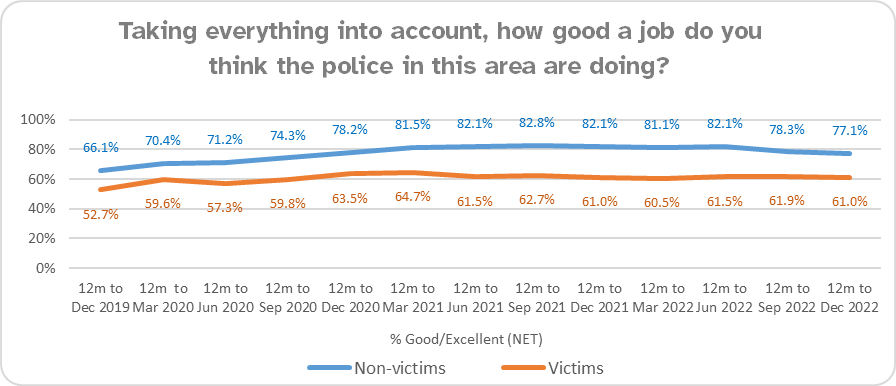 Taking everything into account, how good a job do you
think the police in this area are doing?
100%
80%
60%
40%
20%
0%
66.1% 70.4% 71.2% 74.3% 78.2% 81.5% 82.1% 82.8% 82.1% 81.1% 82.1% 78.3% 77.1%
52.7% 59.6% 57.3% 59.8% 63.5% 64.7% 61.5% 62.7% 61.0% 60.5% 61.5% 61.9% 61.0%
12m to 12m to 12m to 12m to 12m to 12m to 12m to 12m to 12m to 12m to 12m to 12m to 12m to
Dec 2019 Mar 2020 Jun 2020 Sep 2020 Dec 2020 Mar 2021 Jun 2021 Sep 2021 Dec 2021 Mar 2022 Jun 2022 Sep 2022 Dec 2022
% Good/Excellent (NET)
Non-victims Victims